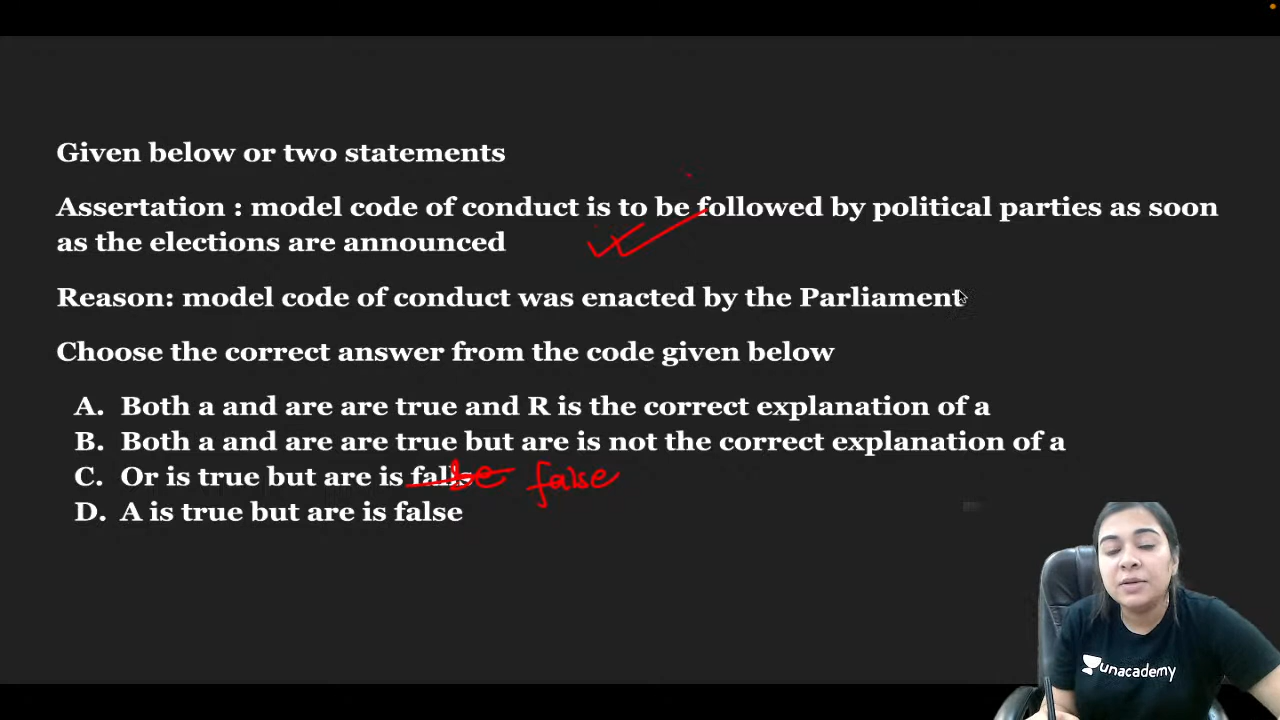 Given below or two statements
Assertation : model code of conduct is to be followed by political parties as soon
as the elections are announced
Reason: model code of conduct was enacted by the Parliament
Choose the correct answer from the code given below
A. Both a and are are true and R is the correct explanation of a
B. Both a and are are true but are is not the correct explanation of a
C. Or is true but are is falls be false
D. A is true but are is false
unacademy